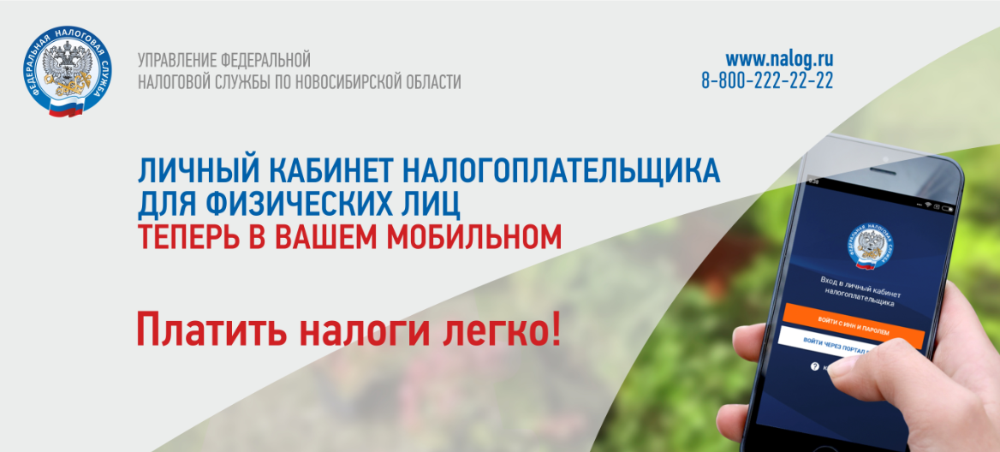 ФЕДЕРАЛЬНАЯ НАЛОГОВАЯ СЛУЖБА
УПРАВЛЕНИЕ ФЕДЕРАЛЬНОЙ
НАЛОГОВОЙ СЛУЖБЫ ПО НОВОСИБИРСКОЙ ОБЛАСТИ
www.nalog.ru
8-800-222-22-22
ЛИЧНЫЙ КАБИНЕТ НАЛОГОПЛАТЕЛЬЩИКА
ДЛЯ ФИЗИЧЕСКИХ ЛИЦ
ТЕПЕРЬ В ВАШЕМ МОБИЛЬНОМ
Платить налоги легко!
ФЕДЕРАЛЬНАЯ НАЛОГОВАЯ СЛУЖБА
Вход в личный кабинет
налогоплательщика
ВОЙТИ С ИНН И ПАРОЛЕМ
ВОЙТИ ЧЕРЕЗ ПОРТАЛ